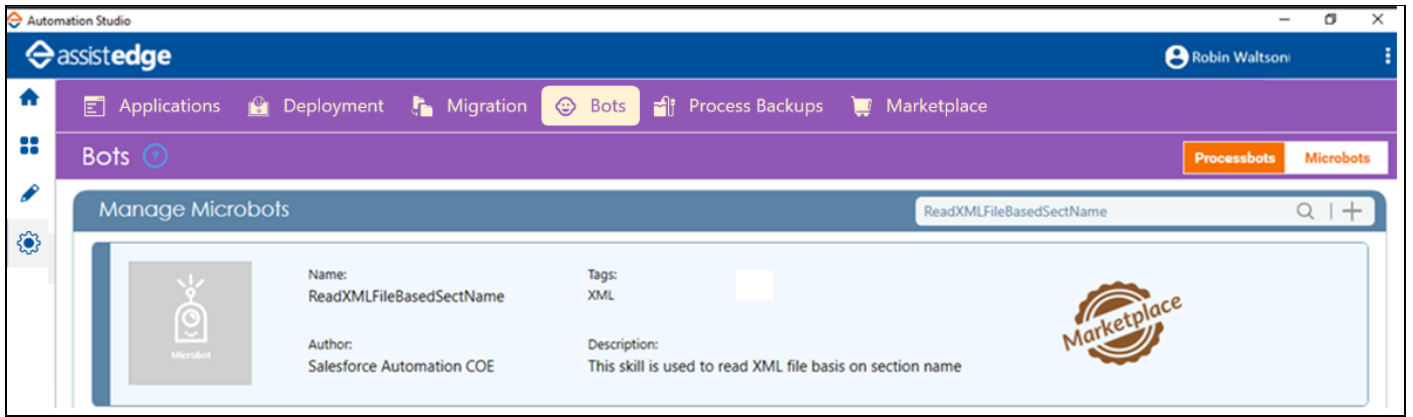 Automation Studio
assistedge
Robin Waltson
Applications
Deployment
Migration
Bots
Process Backups
Marketplace
Bots ?
Processbots
Microbots
Manage Microbots
ReadXMLFileBasedSectName
Microbot
Name:
ReadXMLFileBasedSectName
Tags:
XML
Author:
Salesforce Automation COE
Description:
This skill is used to read XML file basis on section name
Marketplace